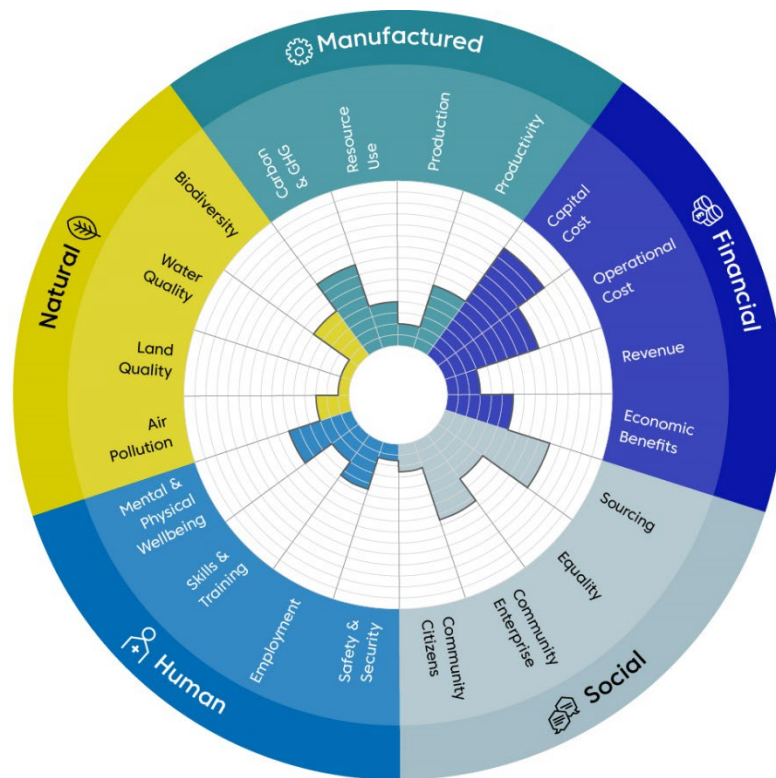 Manufactured
Carbon
& GHG
Resource
Use
Production
Productivity
Financial
Capital
Cost
Operational
Cost
Revenue
Economic
Benefits
Social
Sourcing
Equality
Community
Enterprise
Community
Citizens
Human
Safety &
Security
Employment
Skills &
Training
Mental &
Physical
Wellbeing
Natural
Air
Pollution
Land
Quality
Water
Quality
Biodiversity